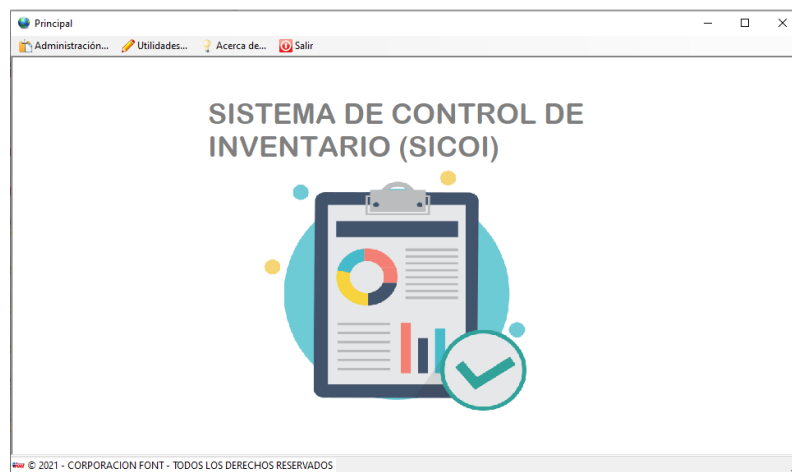 Principal
Administración... Utilidades... Acerca de... Salir
SISTEMA DE CONTROL DE
INVENTARIO (SICOI)
© 2021 - CORPORACION FONT - TODOS LOS DERECHOS RESERVADOS